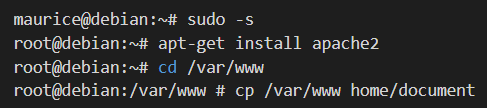 maurice@debian:~# sudo -s
root@debian:~# apt-get install apache2
root@debian:~# cd /var/www
root@debian:/var/www # cp /var/www home/document